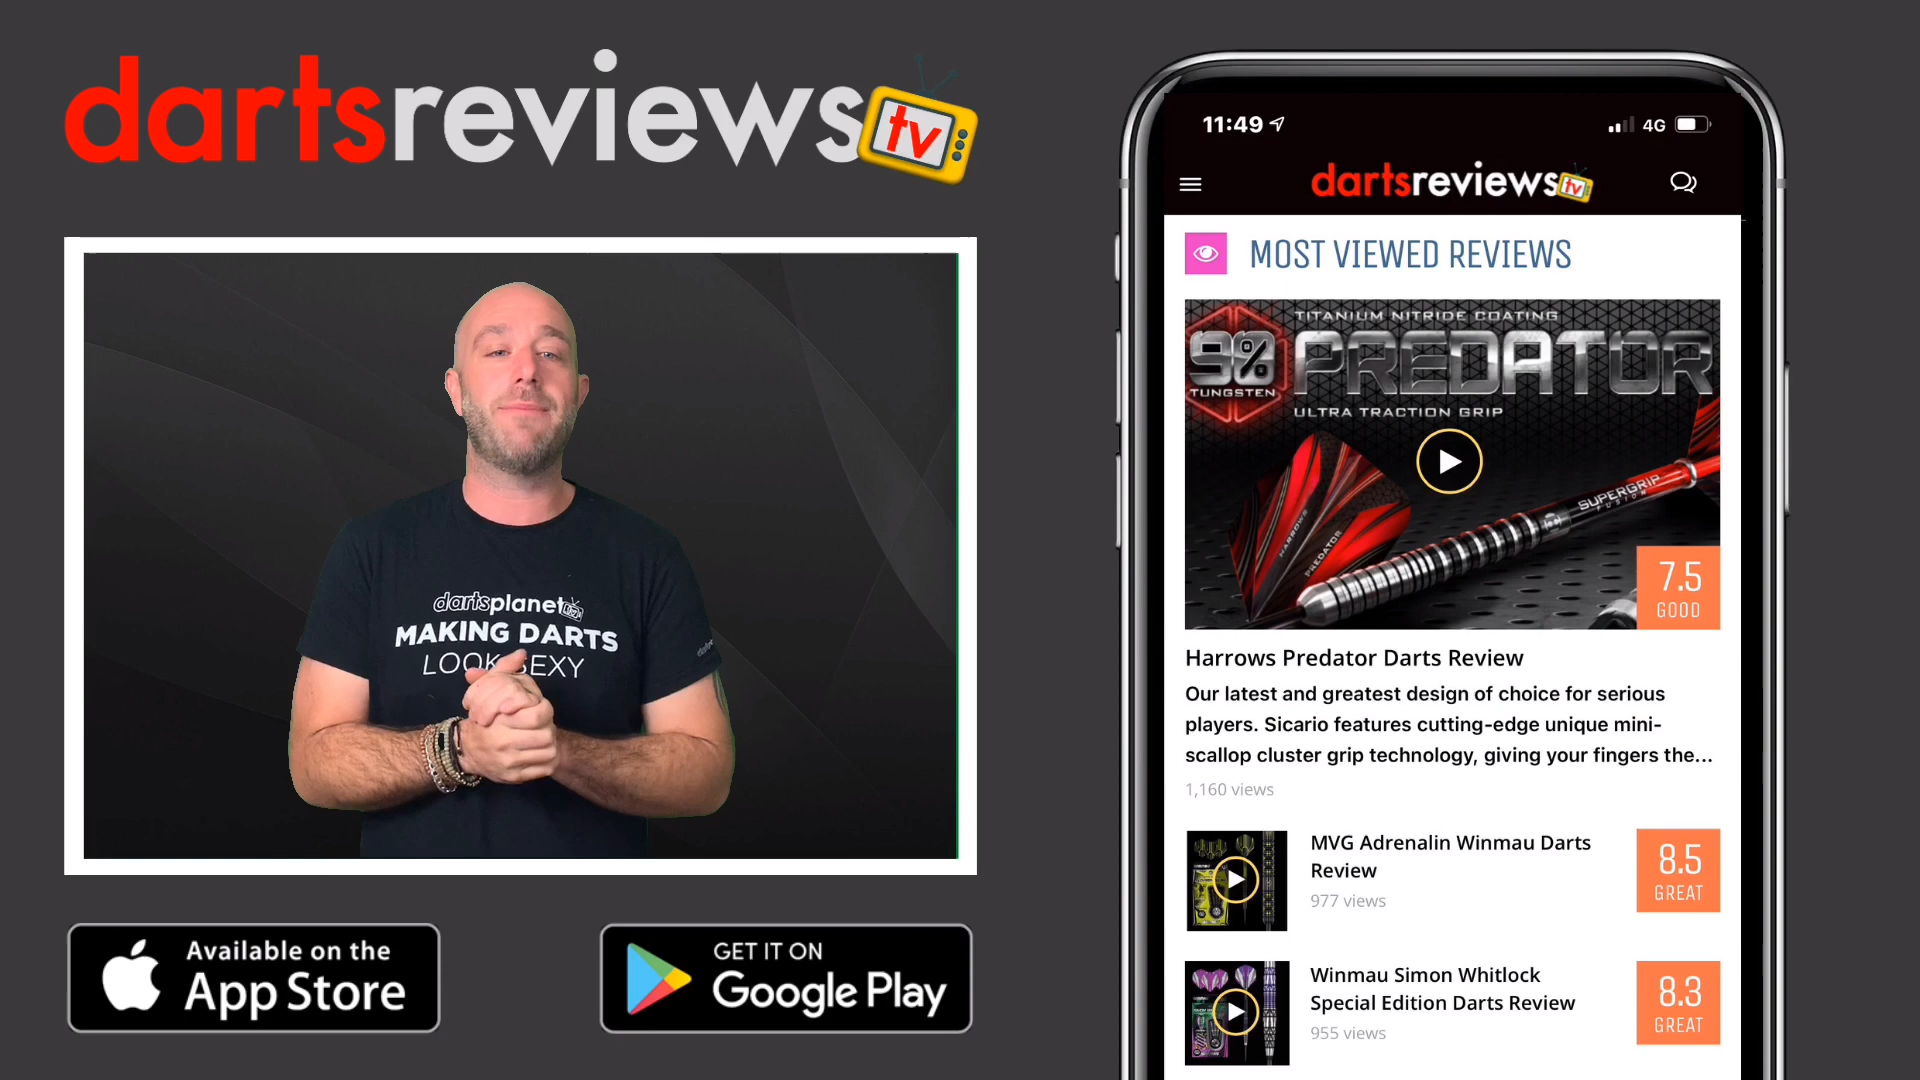 dartsreviews tv
dartsplanet
MAKING DARTS
LOOK SEXY
Available on the
App Store
GET IT ON
Google Play
11:49
4G
dartsreviews tv
MOST VIEWED REVIEWS
TITANIUM NITRIDE COATING
90%
TUNGSTEN
PREDATOR
ULTRA TRACTION GRIP
SUPERGRIP
FUSION
HARROWS
PREDATOR
7.5
GOOD
Harrows Predator Darts Review
Our latest and greatest design of choice for serious
players. Sicario features cutting-edge unique mini-
scallop cluster grip technology, giving your fingers the...
1,160 views
MVG Adrenalin Winmau Darts
Review
977 views
8.5
GREAT
Winmau Simon Whitlock
Special Edition Darts Review
955 views
8.3
GREAT